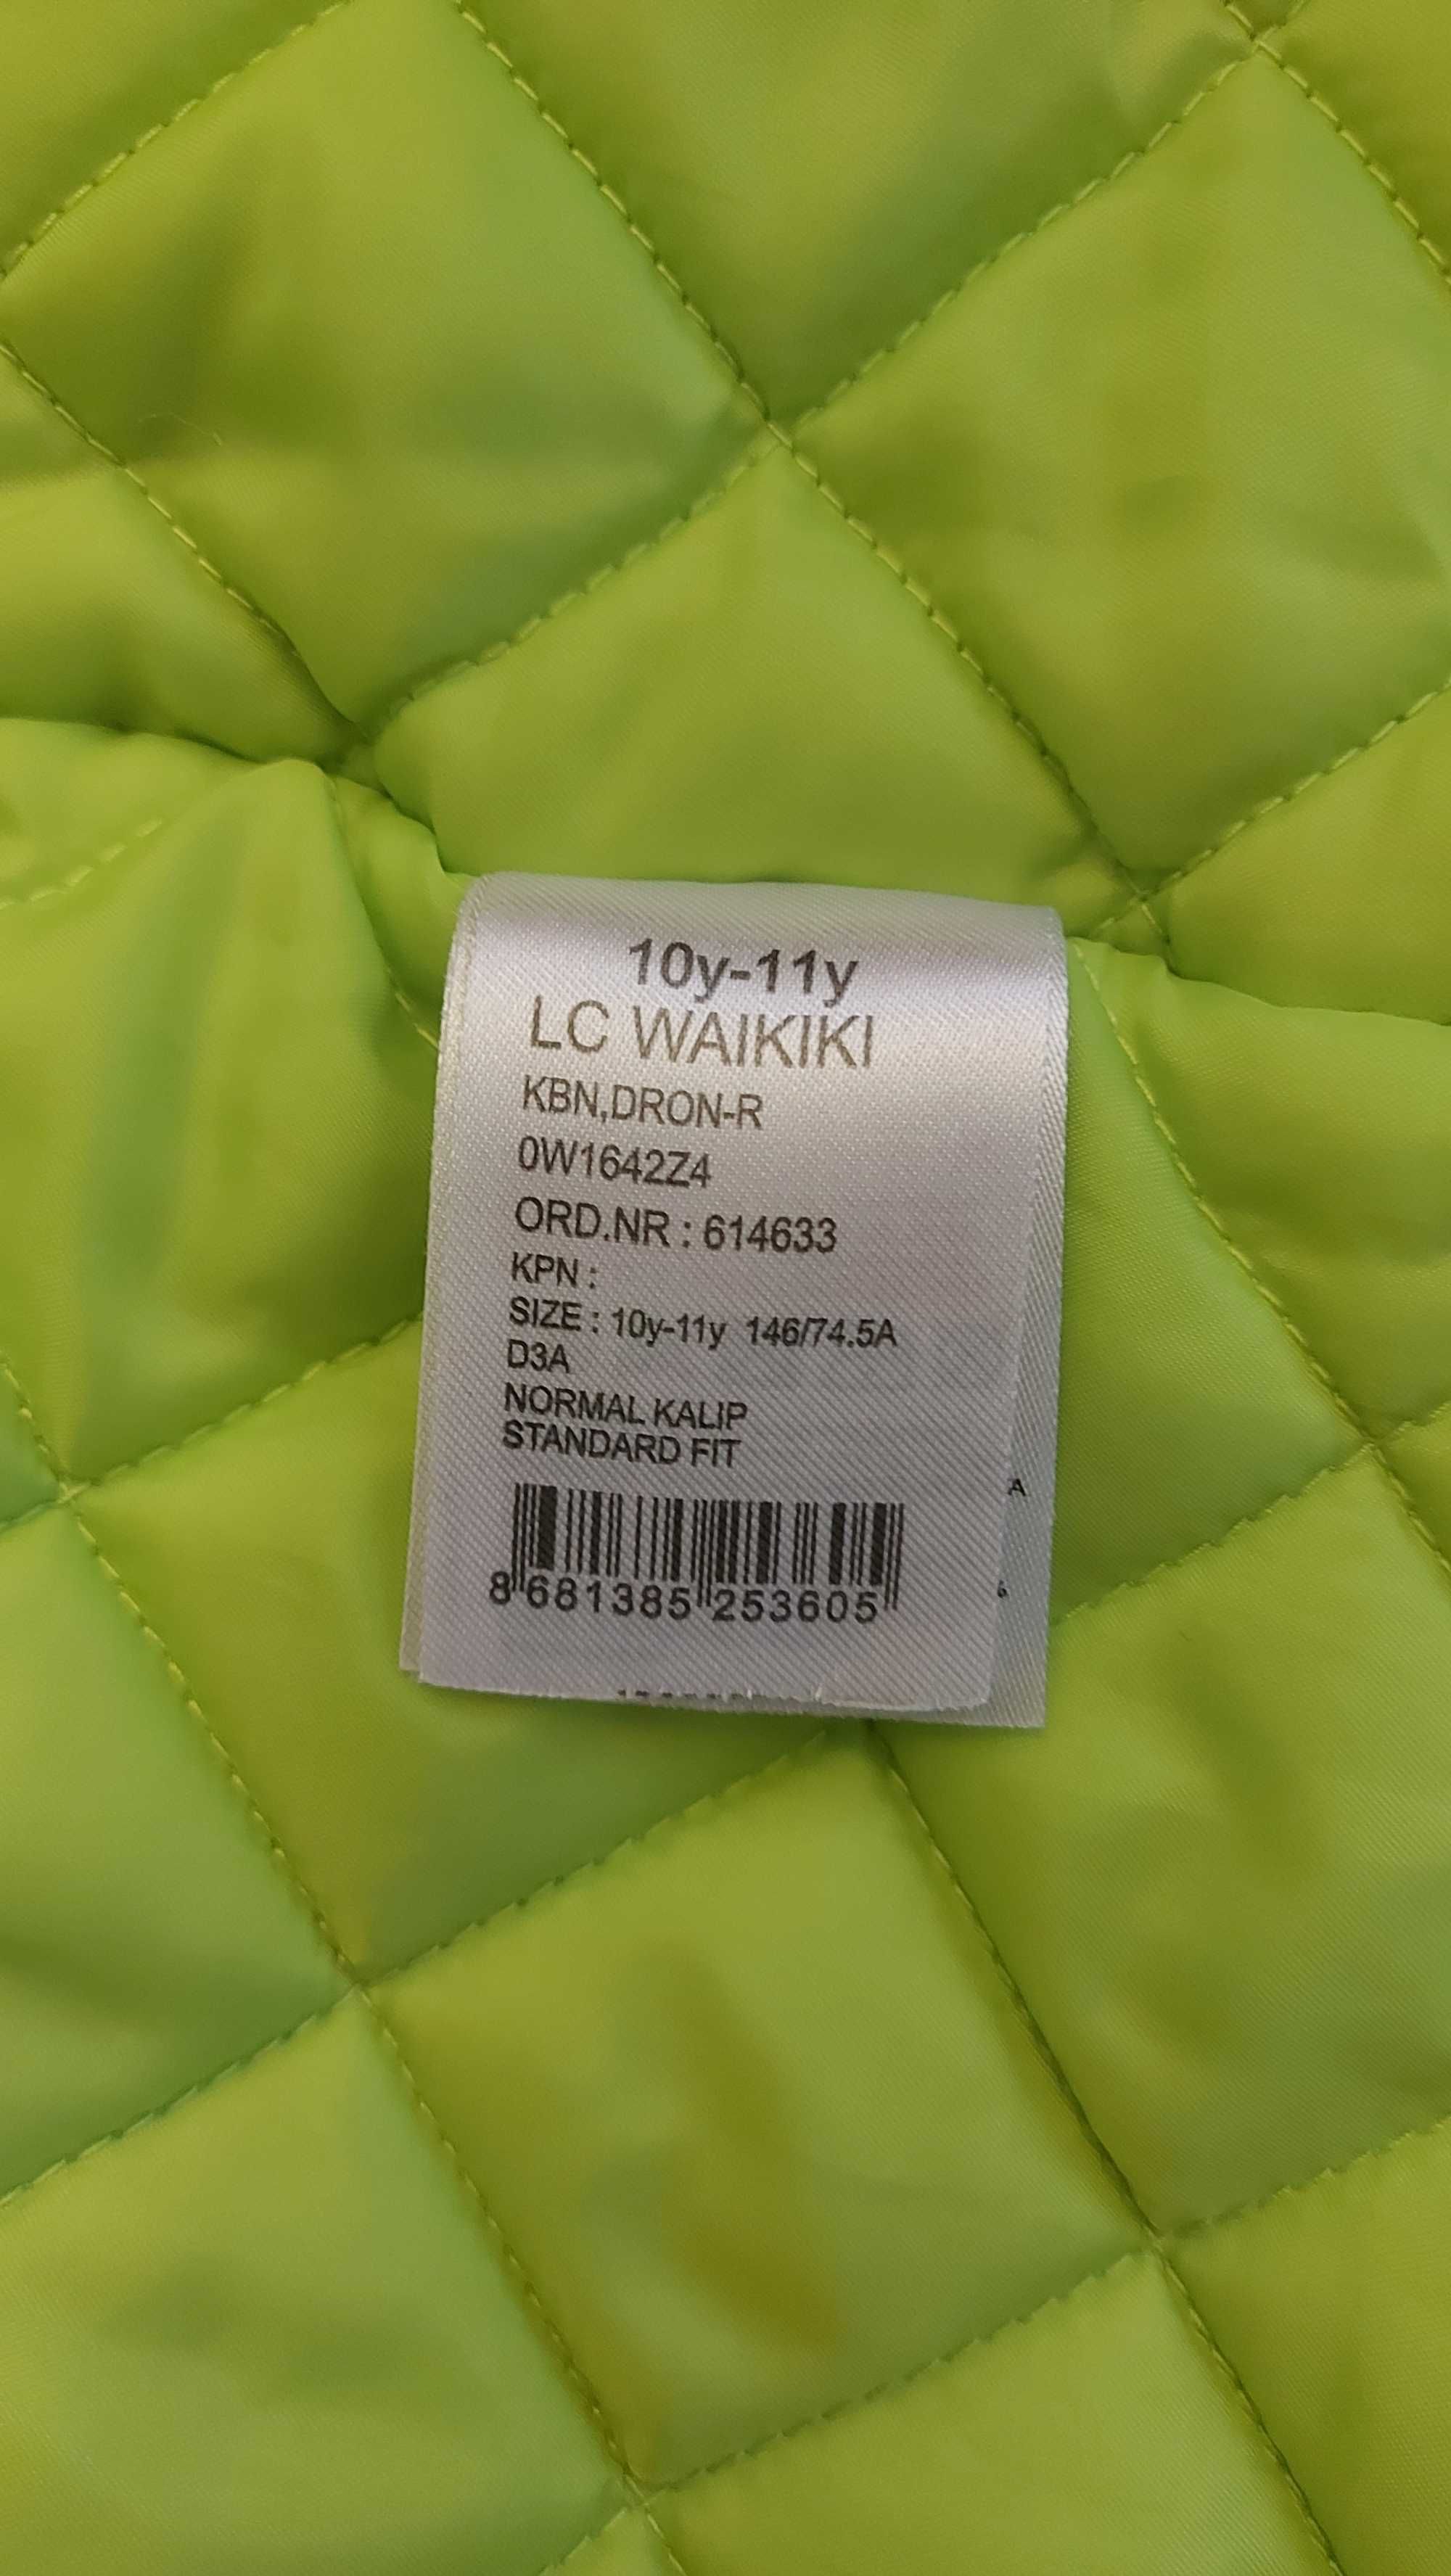 10y-11y
LC WAIKIKI
KBN,DRON-R
0W1642Z4
ORD.NR : 614633
KPN :
SIZE : 10y-11y 146/74.5A
D3A
NORMAL KALIP
STANDARD FIT
A
8 681385 253605
6